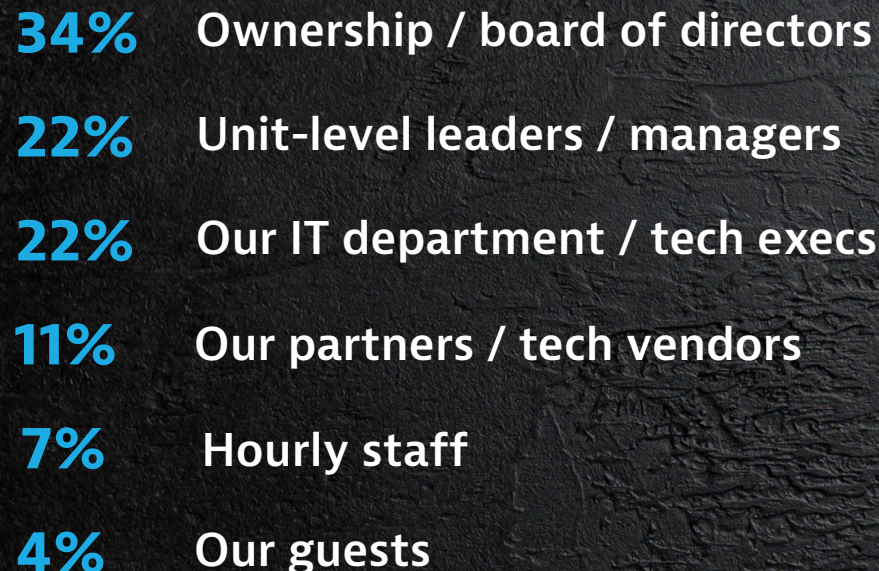 34% Ownership / board of directors
22% Unit-level leaders / managers
22% Our IT department / tech execs
11% Our partners / tech vendors
7% Hourly staff
4% Our guests